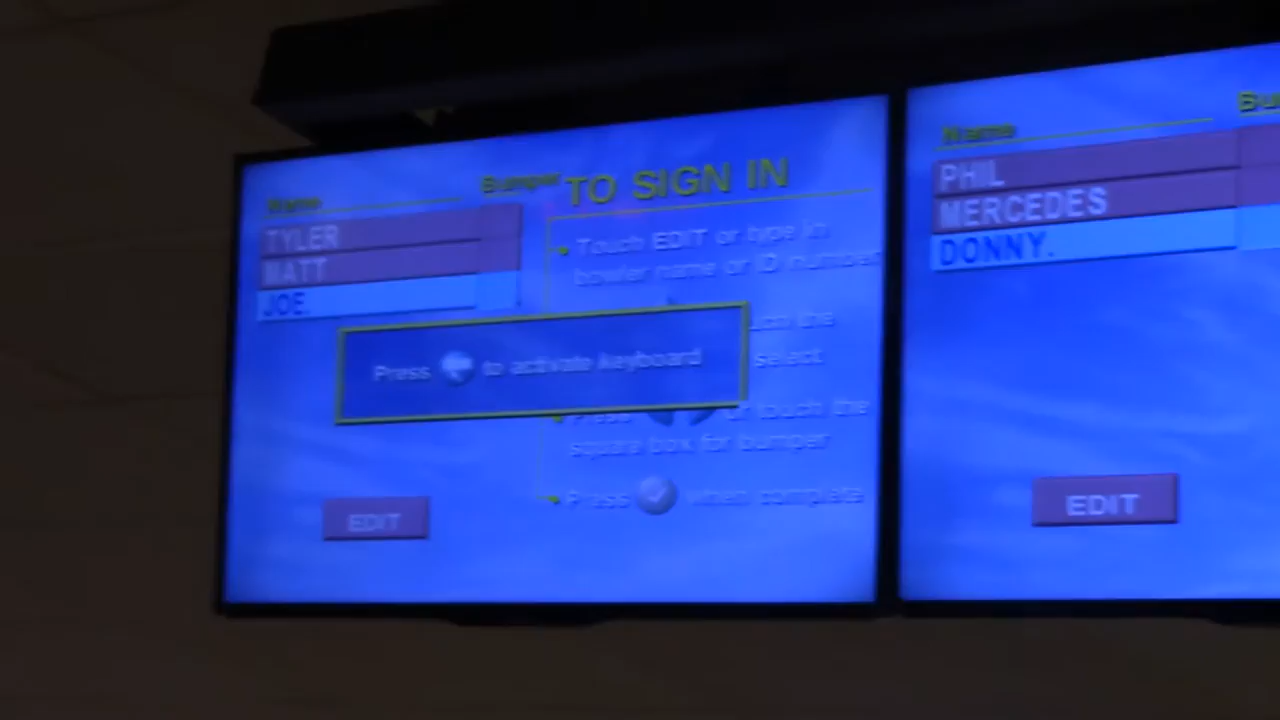 Name
Bumper
TYLER
MATT
JOE.
TO SIGN IN
Touch EDIT or type in
bowler name or ID number
the
select
Press to activate keyboard
Press or touch the
square box for bumper
Press when complete
EDIT
Name
PHIL
MERCEDES
DONNY.
EDIT